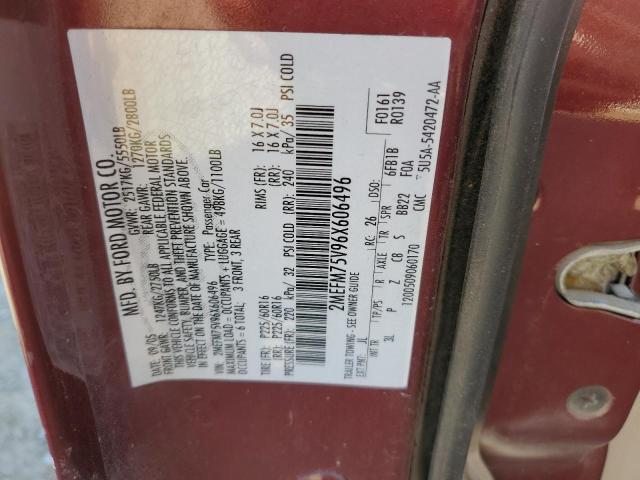 MFD. BY FORD MOTOR CO.
DATE: 09/05 GVWR: 2517KG/5550LB
FRONT GAWR: 1247KG/2750LB REAR GAWR: 1270KG/2800LB
THIS VEHICLE CONFORMS TO ALL APPLICABLE FEDERAL MOTOR
VEHICLE SAFETY, BUMPER, AND THEFT PREVENTION STANDARDS
IN EFFECT ON THE DATE OF MANUFACTURE SHOWN ABOVE.
VIN: 2MEFM75V96X606496 TYPE: Passenger Car
MAXIMUM LOAD = OCCUPANTS + LUGGAGE = 498KG/1100LB
OCCUPANTS = 6 TOTAL: 3 FRONT, 3 REAR
TIRE (FR): P225/60R16 RIMS (FR): 16 X 7.0J
(RR): P225/60R16 (RR): 16 X 7.0J
PRESSURE (FR): 220 kPa/ 32 PSI COLD (RR): 240 kPa/ 35 PSI COLD
2MEFM75V96X606496
TRAILER TOWING - SEE OWNER GUIDE
F0161
R0139
EXT PNT: JL RC: 26 DSO: 6FB1B
INT TR TP/PS R AXLE TR SPR F0A
3L P Z C8 S BB22
CMC
1200509060170
5U5A-5420472-AA